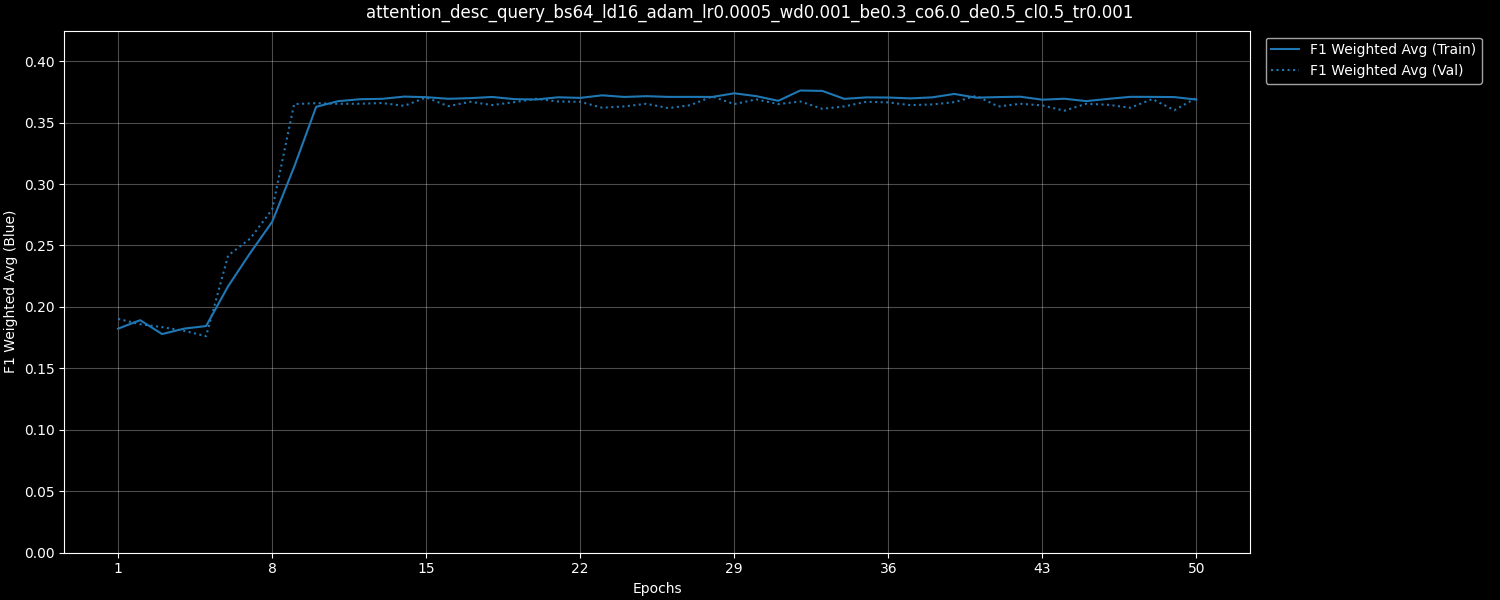 attention_desc_query_bs64_ld16_adam_lr0.0005_wd0.001_be0.3_co6.0_de0.5_cl0.5_tr0.001
F1 Weighted Avg (Train)
F1 Weighted Avg (Val)
F1 Weighted Avg (Blue)
0.40
0.35
0.30
0.25
0.20
0.15
0.10
0.05
0.00
1 8 15 22 29 36 43 50
Epochs